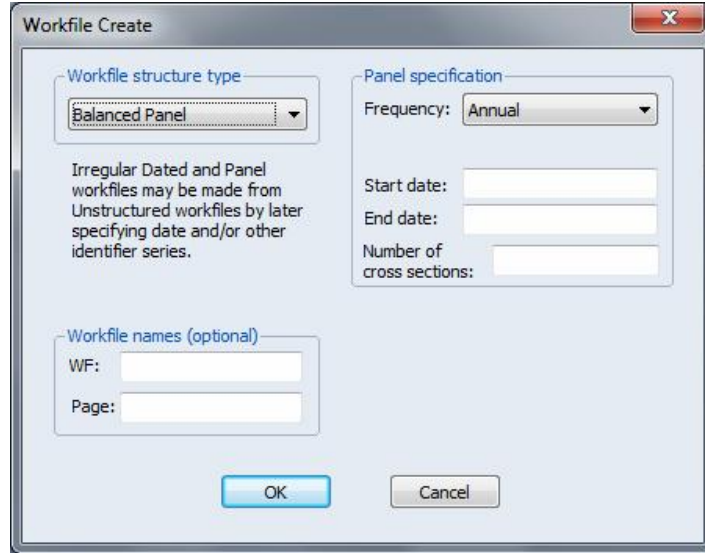 Workfile Create
Workfile structure type
Balanced Panel
Irregular Dated and Panel
workfiles may be made from
Unstructured workfiles by later
specifying date and/or other
identifier series.
Panel specification
Frequency: Annual
Start date:
End date:
Number of
cross sections:
Workfile names (optional)
WF:
Page:
OK
Cancel